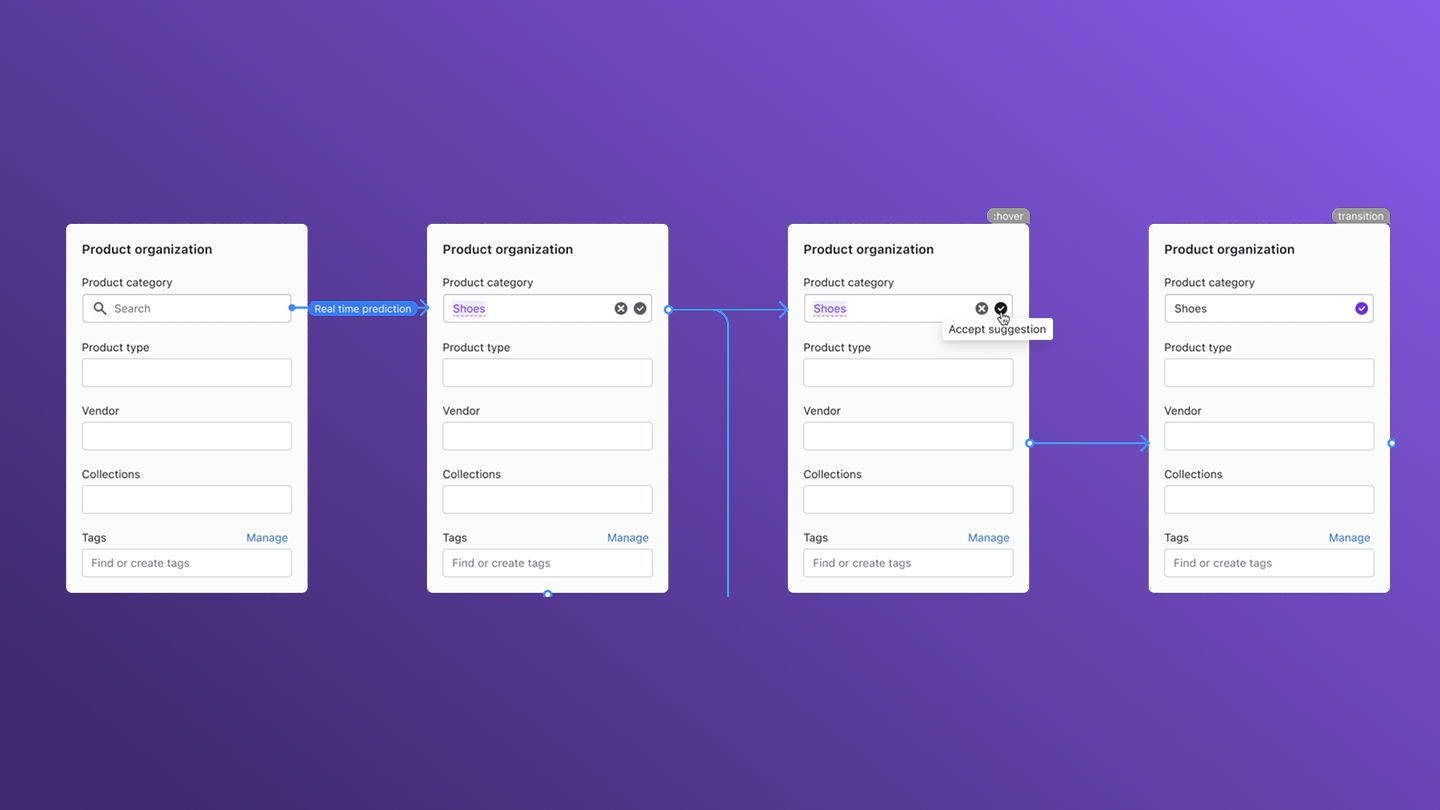 Product organization
Product category
Search
Product type
Vendor
Collections
Tags
Manage
Find or create tags
Real time prediction
Product organization
Product category
Shoes
Product type
Vendor
Collections
Tags
Manage
Find or create tags
:hover
Product organization
Product category
Shoes
Accept suggestion
Product type
Vendor
Collections
Tags
Manage
Find or create tags
transition
Product organization
Product category
Shoes
Product type
Vendor
Collections
Tags
Manage
Find or create tags